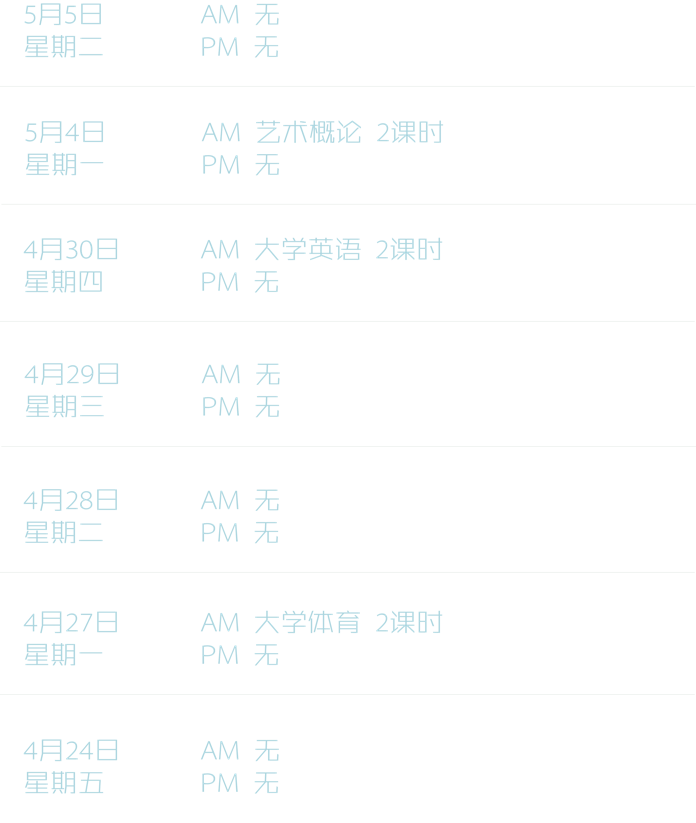 5月5日 AM 无
星期二 PM 无
5月4日 AM 艺术概论 2课时
星期一 PM 无
4月30日 AM 大学英语 2课时
星期四 PM 无
4月29日 AM 无
星期三 PM 无
4月28日 AM 无
星期二 PM 无
4月27日 AM 大学体育 2课时
星期一 PM 无
4月24日 AM 无
星期五 PM 无